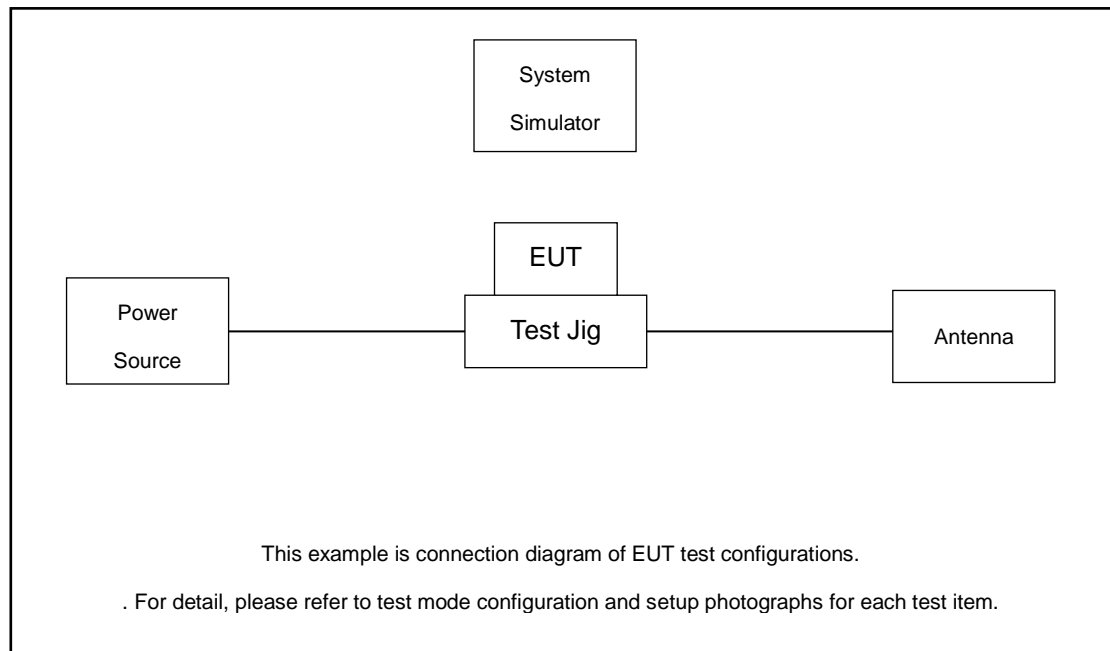 System
Simulator
EUT
Power
Source
Test Jig
Antenna
This example is connection diagram of EUT test configurations.
. For detail, please refer to test mode configuration and setup photographs for each test item.